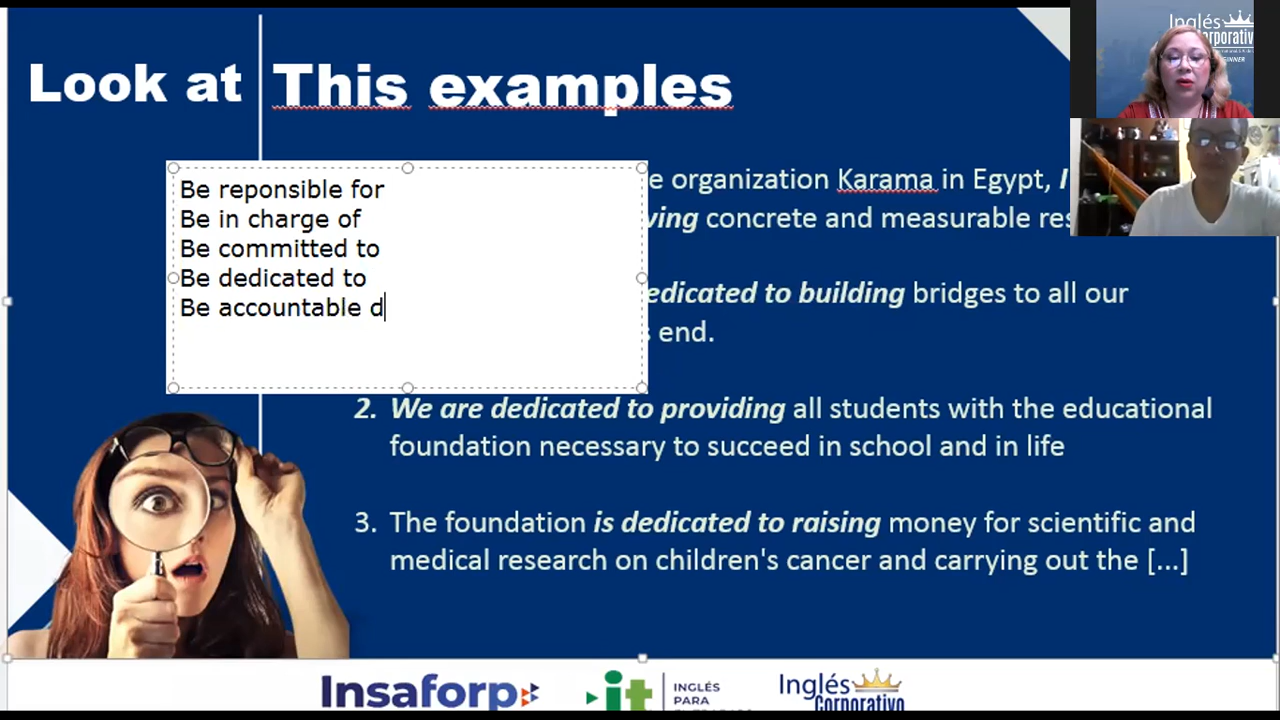 Look at This examples
Be reponsible for
Be in charge of
Be committed to
Be dedicated to
Be accountable d
e organization Karama in Egypt, I
concrete and measurable
edicated to building bridges to all our
end.
2. We are dedicated to providing all students with the educational
foundation necessary to succeed in school and in life
3. The foundation is dedicated to raising money for scientific and
medical research on children's cancer and carrying out the [...]
Insaforp
it
INGLÉS
PARA
Inglés
Corporativo
Inglés